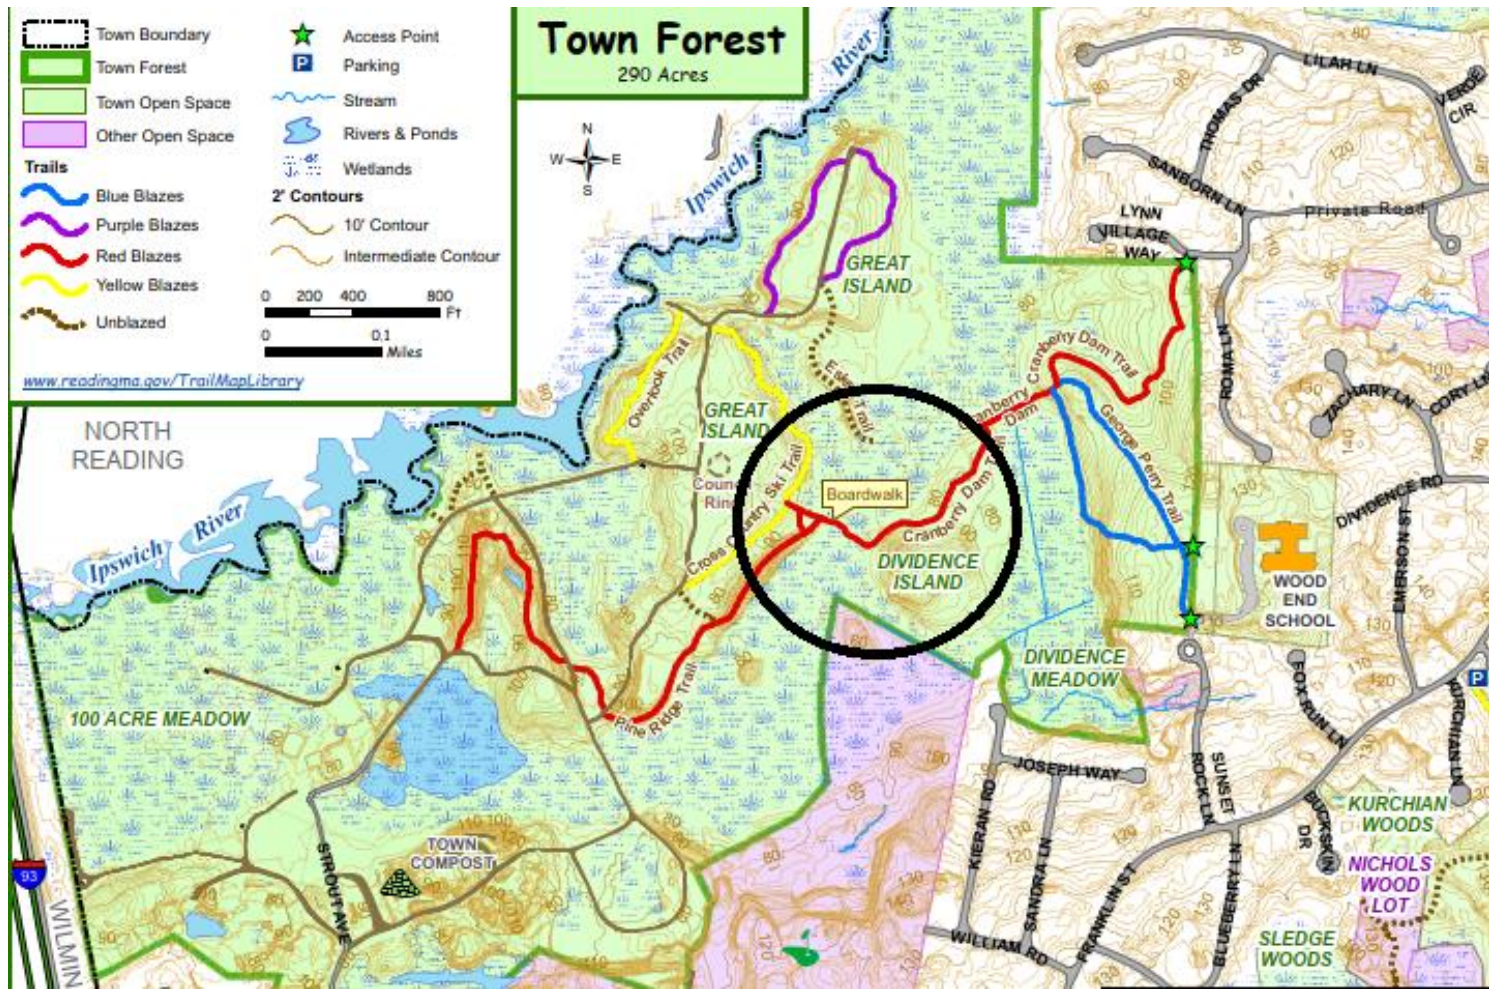 Town Boundary
Town Forest
Town Open Space
Other Open Space
Trails
Blue Blazes
Purple Blazes
Red Blazes
Yellow Blazes
Unblazed
Access Point
P Parking
Stream
Rivers & Ponds
Wetlands
2' Contours
10' Contour
Intermediate Contour
0 200 400 800
Ft
0 0.1
Miles
www.readingma.gov/TrailMapLibrary
Town Forest
290 Acres
N
W E
S
Ipswich River
LILAH LN
THOMAS DR
VERDE
CIR
SANBORN LN
Private Road
LYNN
VILLAGE
WAY
GREAT
ISLAND
ROMA LN
Overlook Trail
Esker Trail
Cranberry Dam Trail
Cranberry
Dam
ZACHARY LN
CORY LN
NORTH
READING
GREAT
ISLAND
George Perry Trail
Cross Country Ski Trail
Boardwalk
Cranberry Dam
DIVIDENCE RD
EMERSON ST
Ipswich River
DIVIDENCE
ISLAND
WOOD
END
SCHOOL
DIVIDENCE
MEADOW
P
100 ACRE MEADOW
Pine Ridge Trail
FOX RUN LN
KURCHIAN LN
JOSEPH WAY
SUNSET
ROCK LN
KIERAN RD
SANDRA LN
BUCKSKIN
DR
KURCHIAN
WOODS
TOWN
COMPOST
STROUT AVE
93
WILMIN
FRANKLIN ST
BLUEBERRY LN
NICHOLS
WOOD
LOT
WILLIAM RD
SLEDGE
WOODS